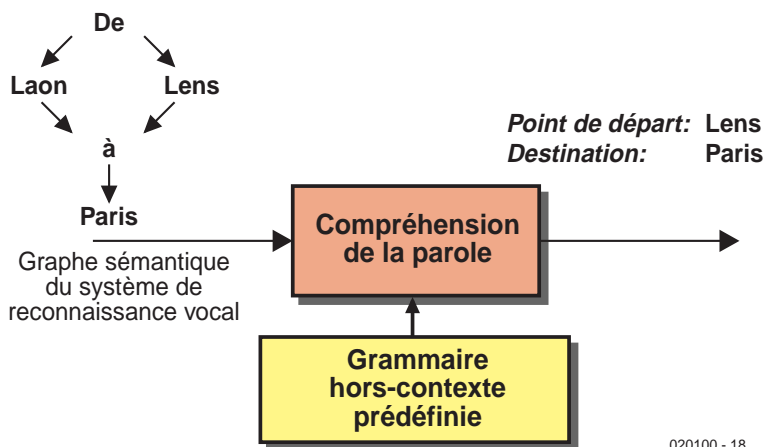 De
Laon Lens
à
Paris
Graphe sémantique
du système de
reconnaissance vocal
Compréhension
de la parole
Point de départ: Lens
Destination: Paris
Grammaire
hors-contexte
prédéfinie
020100 - 18